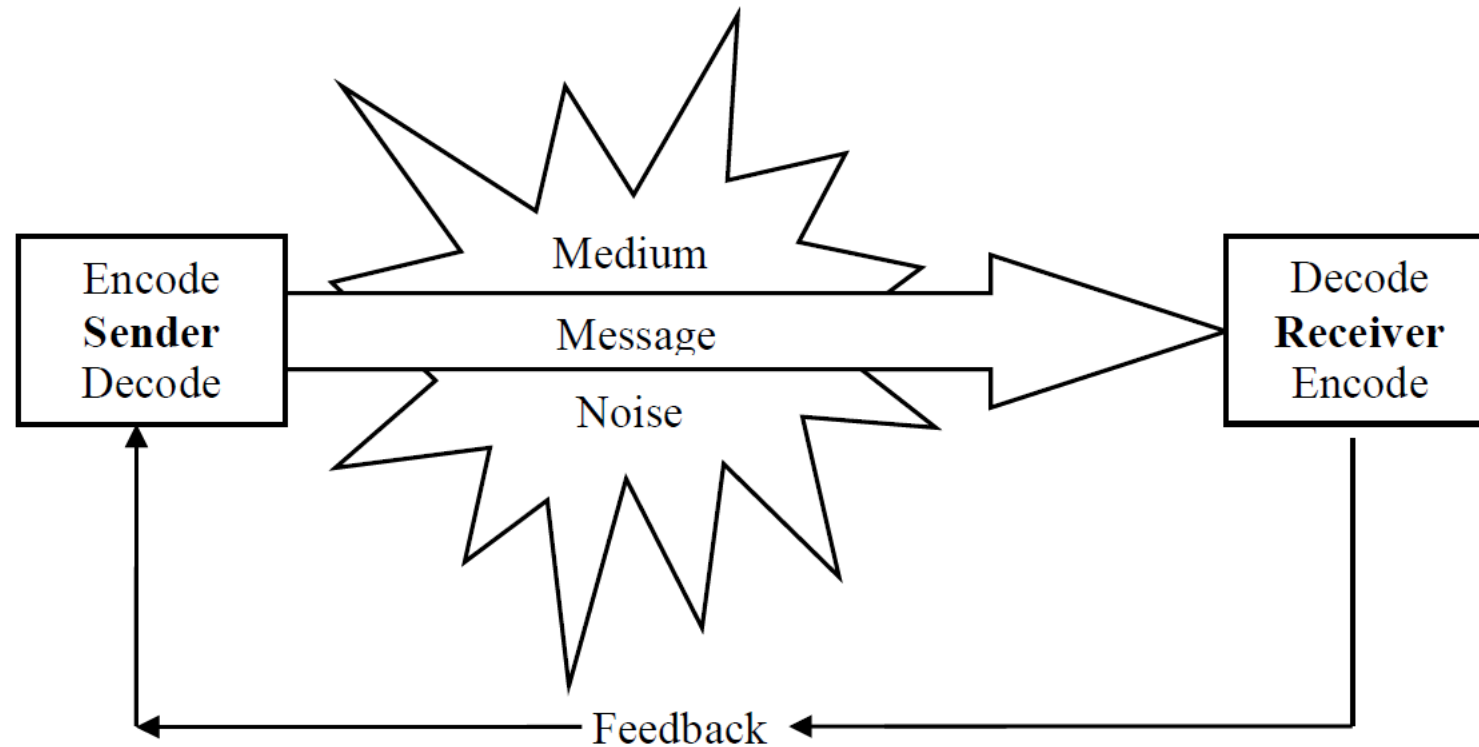 Encode
Sender
Decode
Medium
Message
Noise
Decode
Receiver
Encode
Feedback